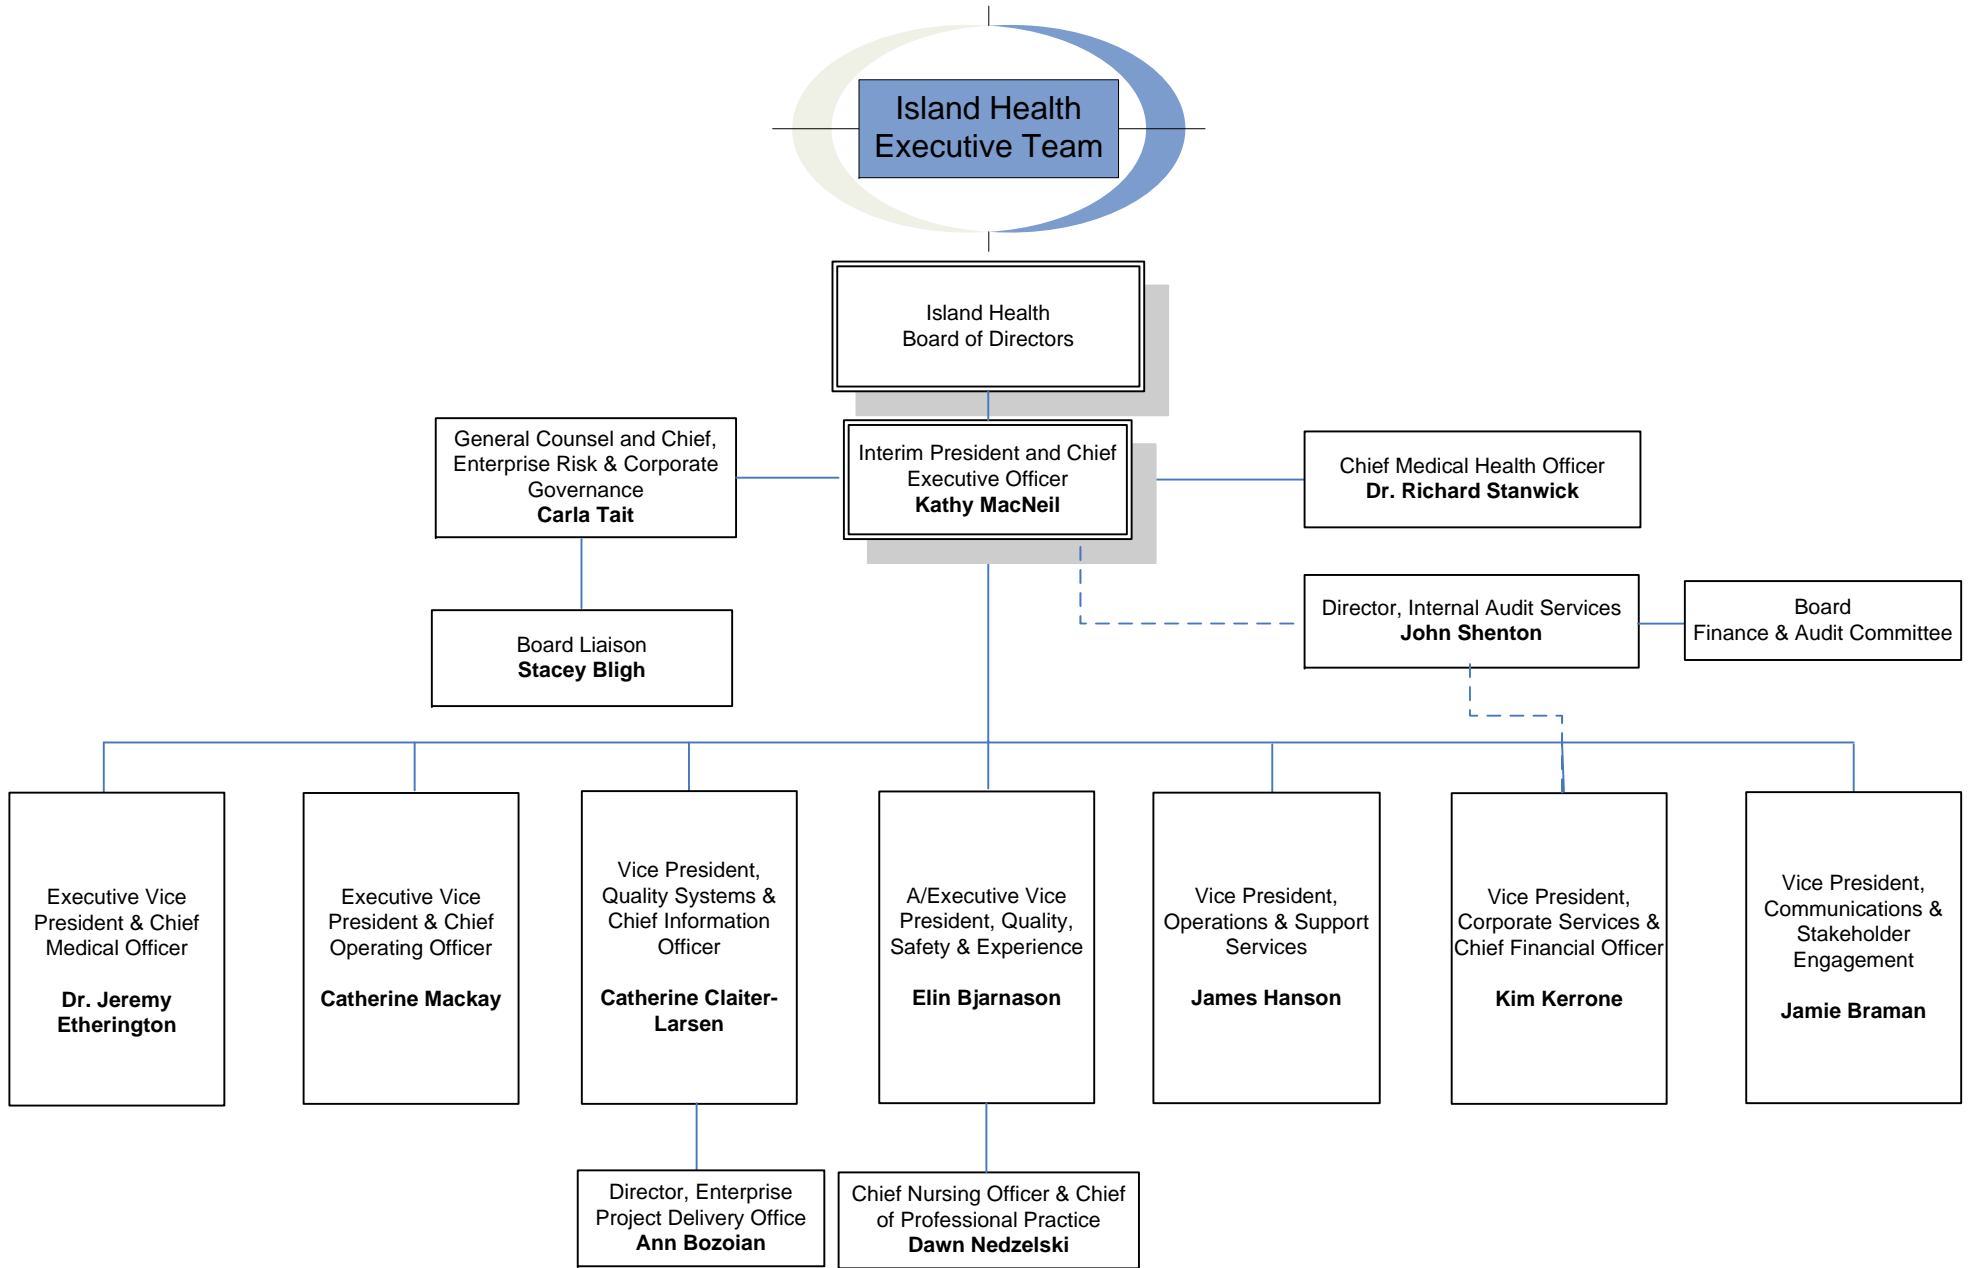 Island Health
Executive Team
Island Health
Board of Directors
General Counsel and Chief,
Enterprise Risk & Corporate
Governance
Carla Tait
Interim President and Chief
Executive Officer
Kathy MacNeil
Chief Medical Health Officer
Dr. Richard Stanwick
Board Liaison
Stacey Bligh
Director, Internal Audit Services
John Shenton
Board
Finance & Audit Committee
Executive Vice
President & Chief
Medical Officer
Dr. Jeremy
Etherington
Executive Vice
President & Chief
Operating Officer
Catherine Mackay
Vice President,
Quality Systems &
Chief Information
Officer
Catherine Claiter-
Larsen
A/Executive Vice
President, Quality,
Safety & Experience
Elin Bjarnason
Vice President,
Operations & Support
Services
James Hanson
Vice President,
Corporate Services &
Chief Financial Officer
Kim Kerrone
Vice President,
Communications &
Stakeholder
Engagement
Jamie Braman
Director, Enterprise
Project Delivery Office
Ann Bozoian
Chief Nursing Officer & Chief
of Professional Practice
Dawn Nedzelski